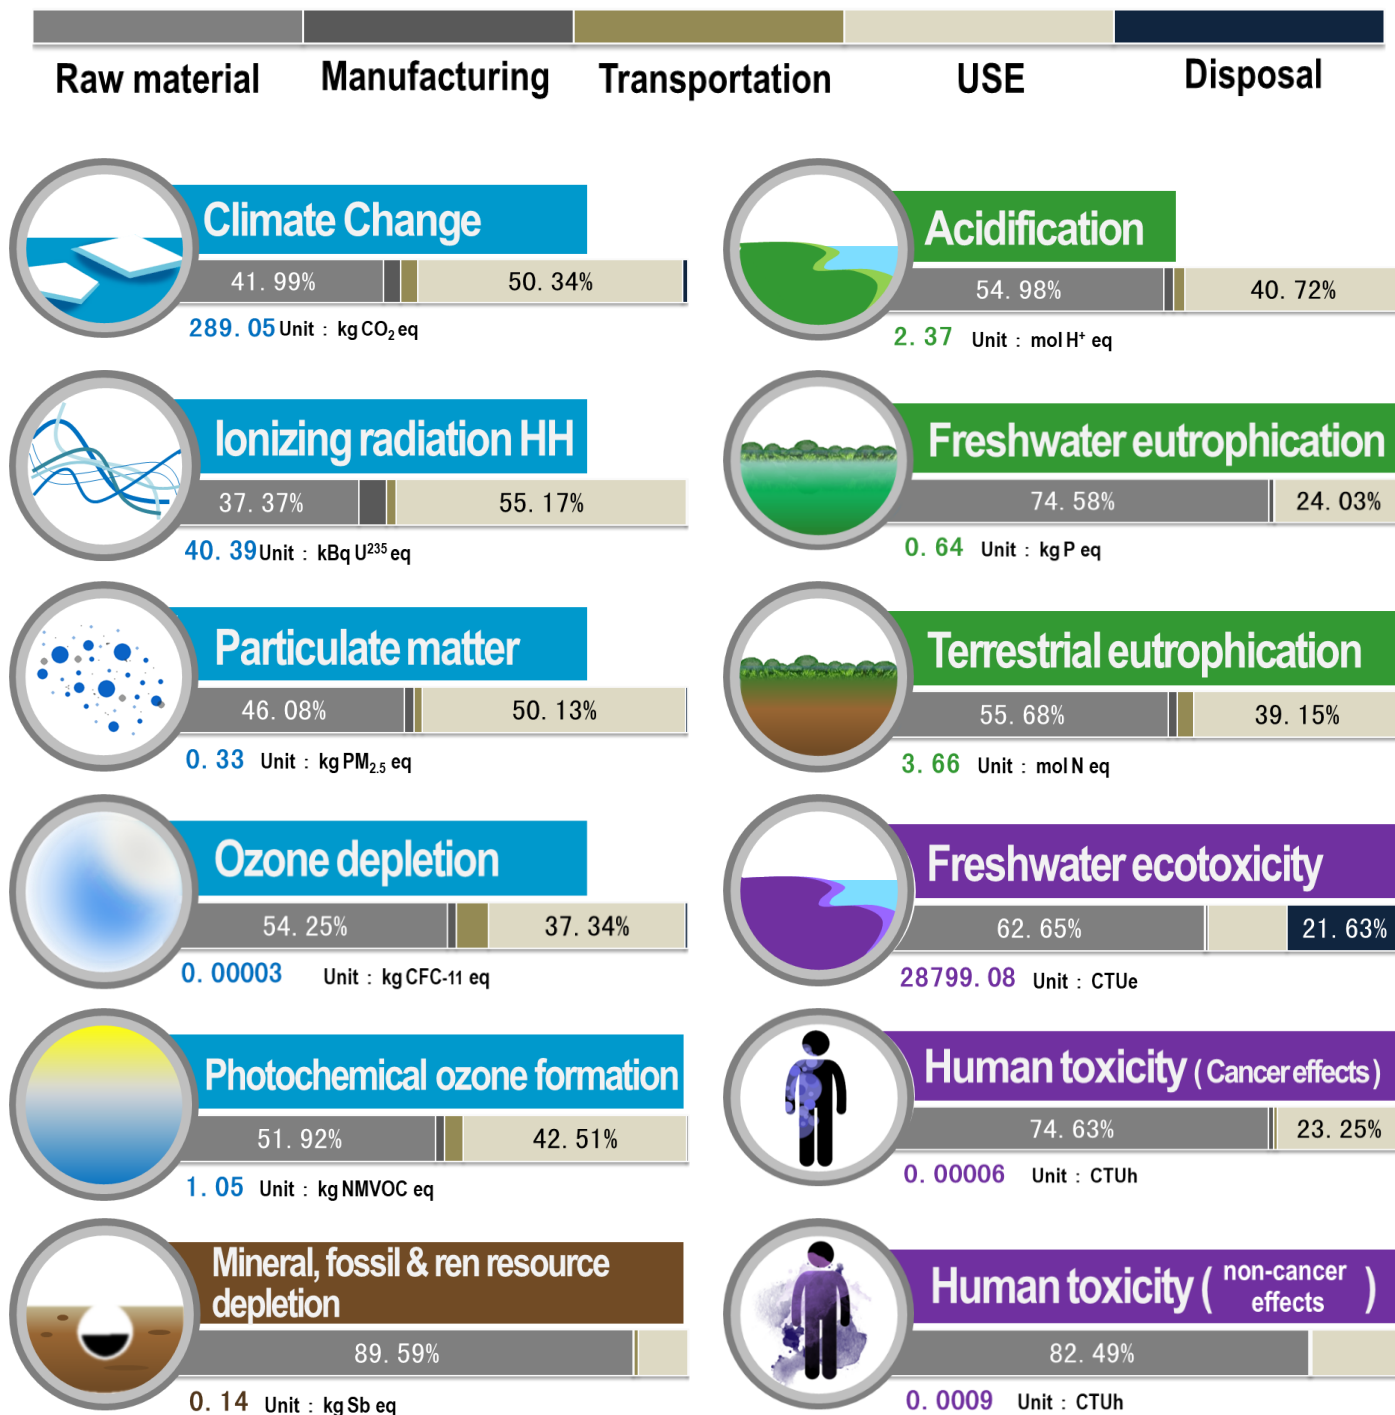 Raw material
Manufacturing
Transportation
USE
Disposal
Climate Change
41.99%
50.34%
289.05 Unit : kg CO₂ eq
Acidification
54.98%
40.72%
2.37 Unit : mol H⁺ eq
Ionizing radiation HH
37.37%
55.17%
40.39 Unit : kBq U²³⁵ eq
Freshwater eutrophication
74.58%
24.03%
0.64 Unit : kg P eq
Particulate matter
46.08%
50.13%
0.33 Unit : kg PM₂.₅ eq
Terrestrial eutrophication
55.68%
39.15%
3.66 Unit : mol N eq
Ozone depletion
54.25%
37.34%
0.00003 Unit : kg CFC-11 eq
Freshwater ecotoxicity
62.65%
21.63%
28799.08 Unit : CTUe
Photochemical ozone formation
51.92%
42.51%
1.05 Unit : kg NMVOC eq
Human toxicity ( Cancer effects )
74.63%
23.25%
0.00006 Unit : CTUh
Mineral, fossil & ren resource
depletion
89.59%
0.14 Unit : kg Sb eq
Human toxicity ( non-cancer
effects )
82.49%
0.0009 Unit : CTUh